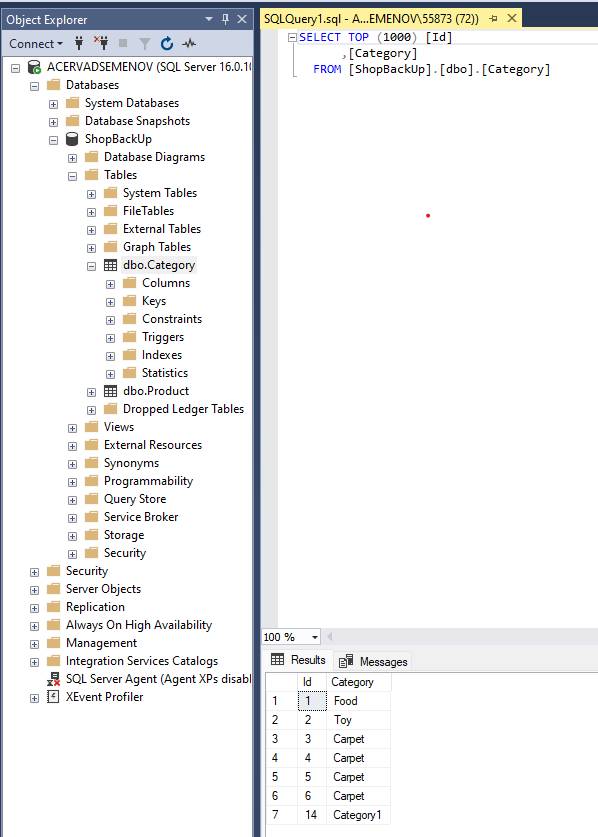 Object Explorer
Connect
ACERVADSEMENOV (SQL Server 16.0.10
Databases
System Databases
Database Snapshots
ShopBackUp
Database Diagrams
Tables
System Tables
FileTables
External Tables
Graph Tables
dbo.Category
Columns
Keys
Constraints
Triggers
Indexes
Statistics
dbo.Product
Dropped Ledger Tables
Views
External Resources
Synonyms
Programmability
Query Store
Service Broker
Storage
Security
Security
Server Objects
Replication
Always On High Availability
Management
Integration Services Catalogs
SQL Server Agent (Agent XPs disabl
XEvent Profiler
SQLQuery1.sql - A...EMENOV\55873 (72))
SELECT TOP (1000) [Id]
,[Category]
FROM [ShopBackUp].[dbo].[Category]
100 %
Results Messages
Id Category
1 1 Food
2 2 Toy
3 3 Carpet
4 4 Carpet
5 5 Carpet
6 6 Carpet
7 14 Category1